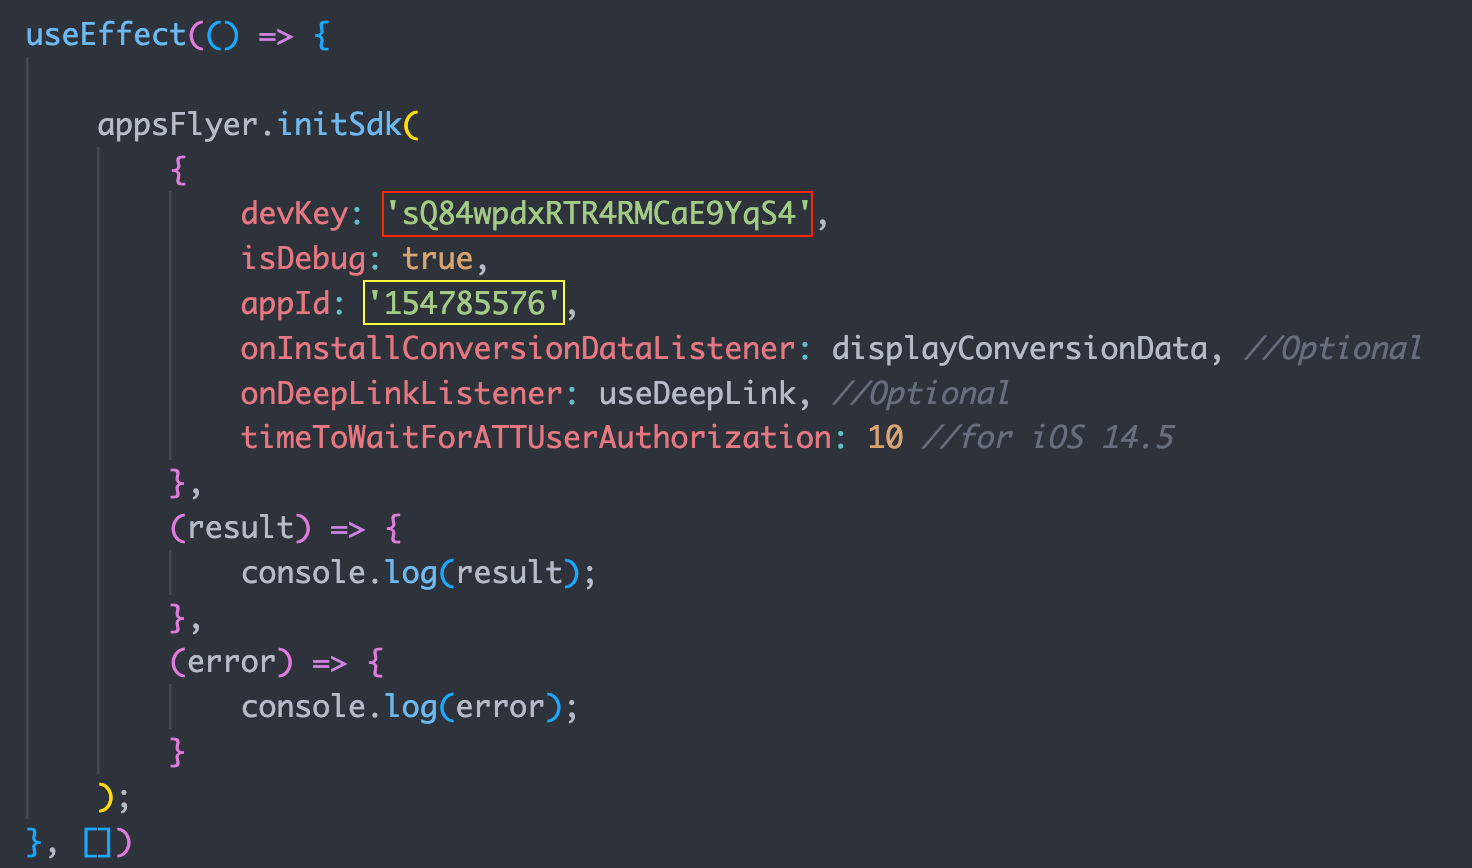 useEffect(() => {
appsFlyer.initSdk(
{
devKey: 'sQ84wpdxRTR4RMCaE9YqS4',
isDebug: true,
appId: '154785576',
onInstallConversionDataListener: displayConversionData, //Optional
onDeepLinkListener: useDeepLink, //Optional
timeToWaitForATTUserAuthorization: 10 //for iOS 14.5
},
(result) => {
console.log(result);
},
(error) => {
console.log(error);
}
);
}, [])